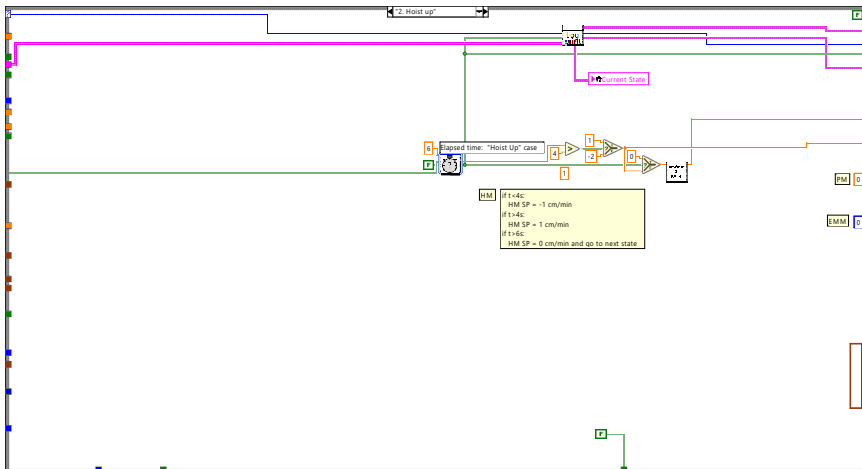 "2. Hoist up"
F
Current State
6
Elapsed time: "Hoist Up" case
F
4
>
1
-2
0
1
PM
0
HM
if t<4s:
HM SP = -1 cm/min
if t>4s:
HM SP = 1 cm/min
if t>6s:
HM SP = 0 cm/min and go to next state
EMM
0
F